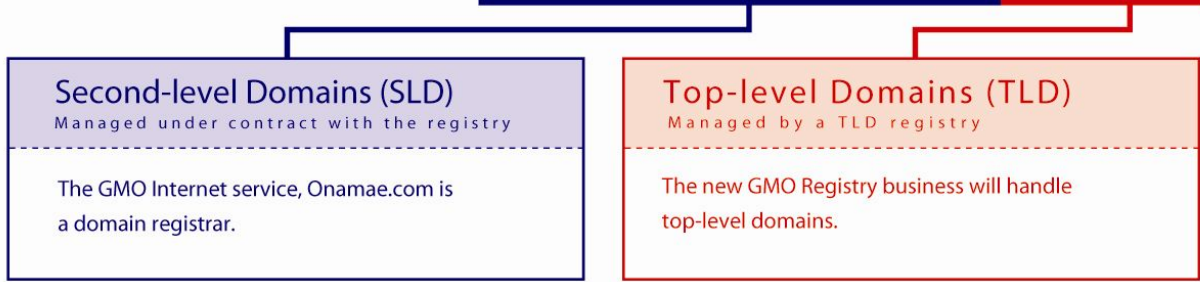 Second-level Domains (SLD)
Managed under contract with the registry
The GMO Internet service, Onamae.com is
a domain registrar.
Top-level Domains (TLD)
Managed by a TLD registry
The new GMO Registry business will handle
top-level domains.